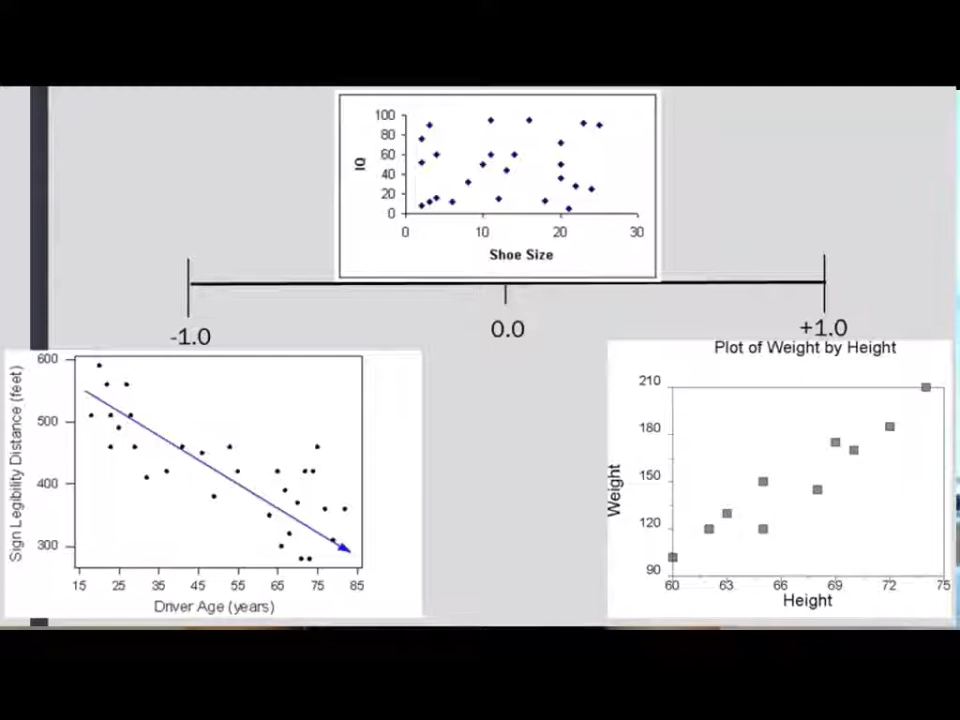 100
80
60
40
20
0
IQ
0 10 20 30
Shoe Size
-1.0 0.0 +1.0
600
500
400
300
Sign Legibility Distance (feet)
15 25 35 45 55 65 75 85
Driver Age (years)
Plot of Weight by Height
210
180
150
120
90
Weight
60 63 66 69 72 75
Height